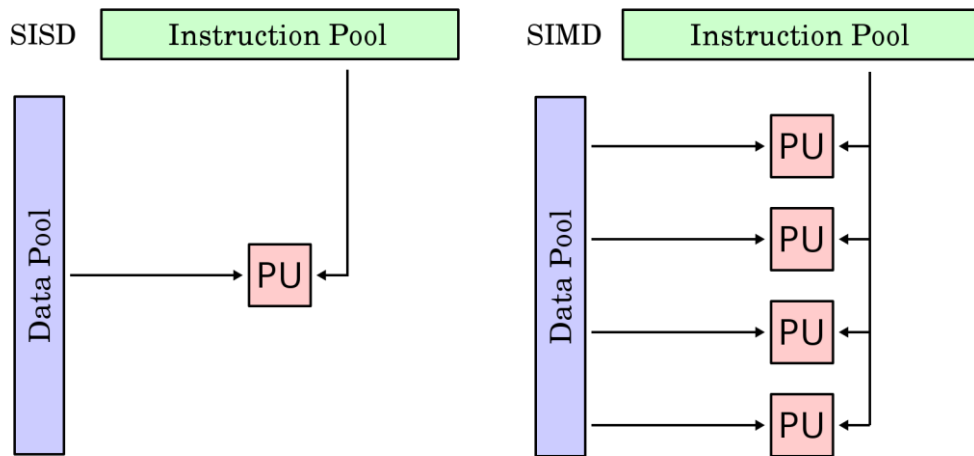 SISD
Instruction Pool
Data Pool
PU
SIMD
Instruction Pool
Data Pool
PU
PU
PU
PU